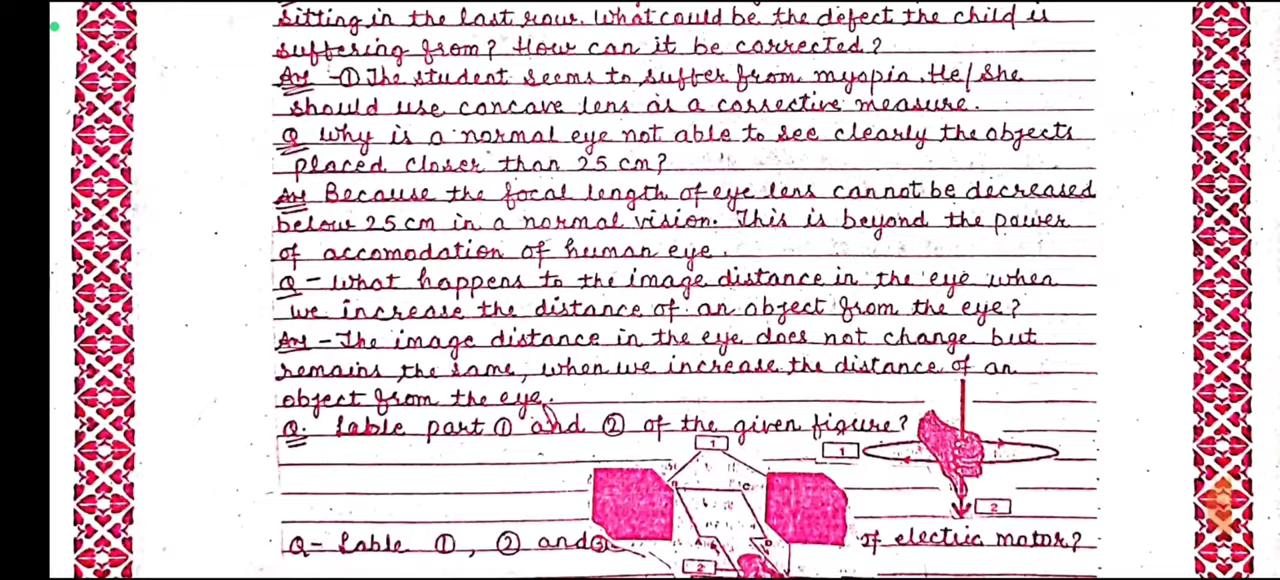 sitting in the last row. What could be the defect the child is
suffering from? How can it be corrected?
Ans - ① The student seems to suffer from myopia. He/She
should use concave lens as a corrective measure.
Q Why is a normal eye not able to see clearly the objects
placed closer than 25 cm?
Ans Because the focal length of eye lens cannot be decreased
below 25 cm in a normal vision. This is beyond the power
of accomodation of human eye.
Q - What happens to the image distance in the eye when
we increase the distance of an object from the eye?
Ans - The image distance in the eye does not change but
remains the same, when we increase the distance of an
object from the eye.
Q. Lable part ① and ② of the given figure?
1
1
2
B C
A D
Q - Lable ①, ② and ③ of electric motor?
2